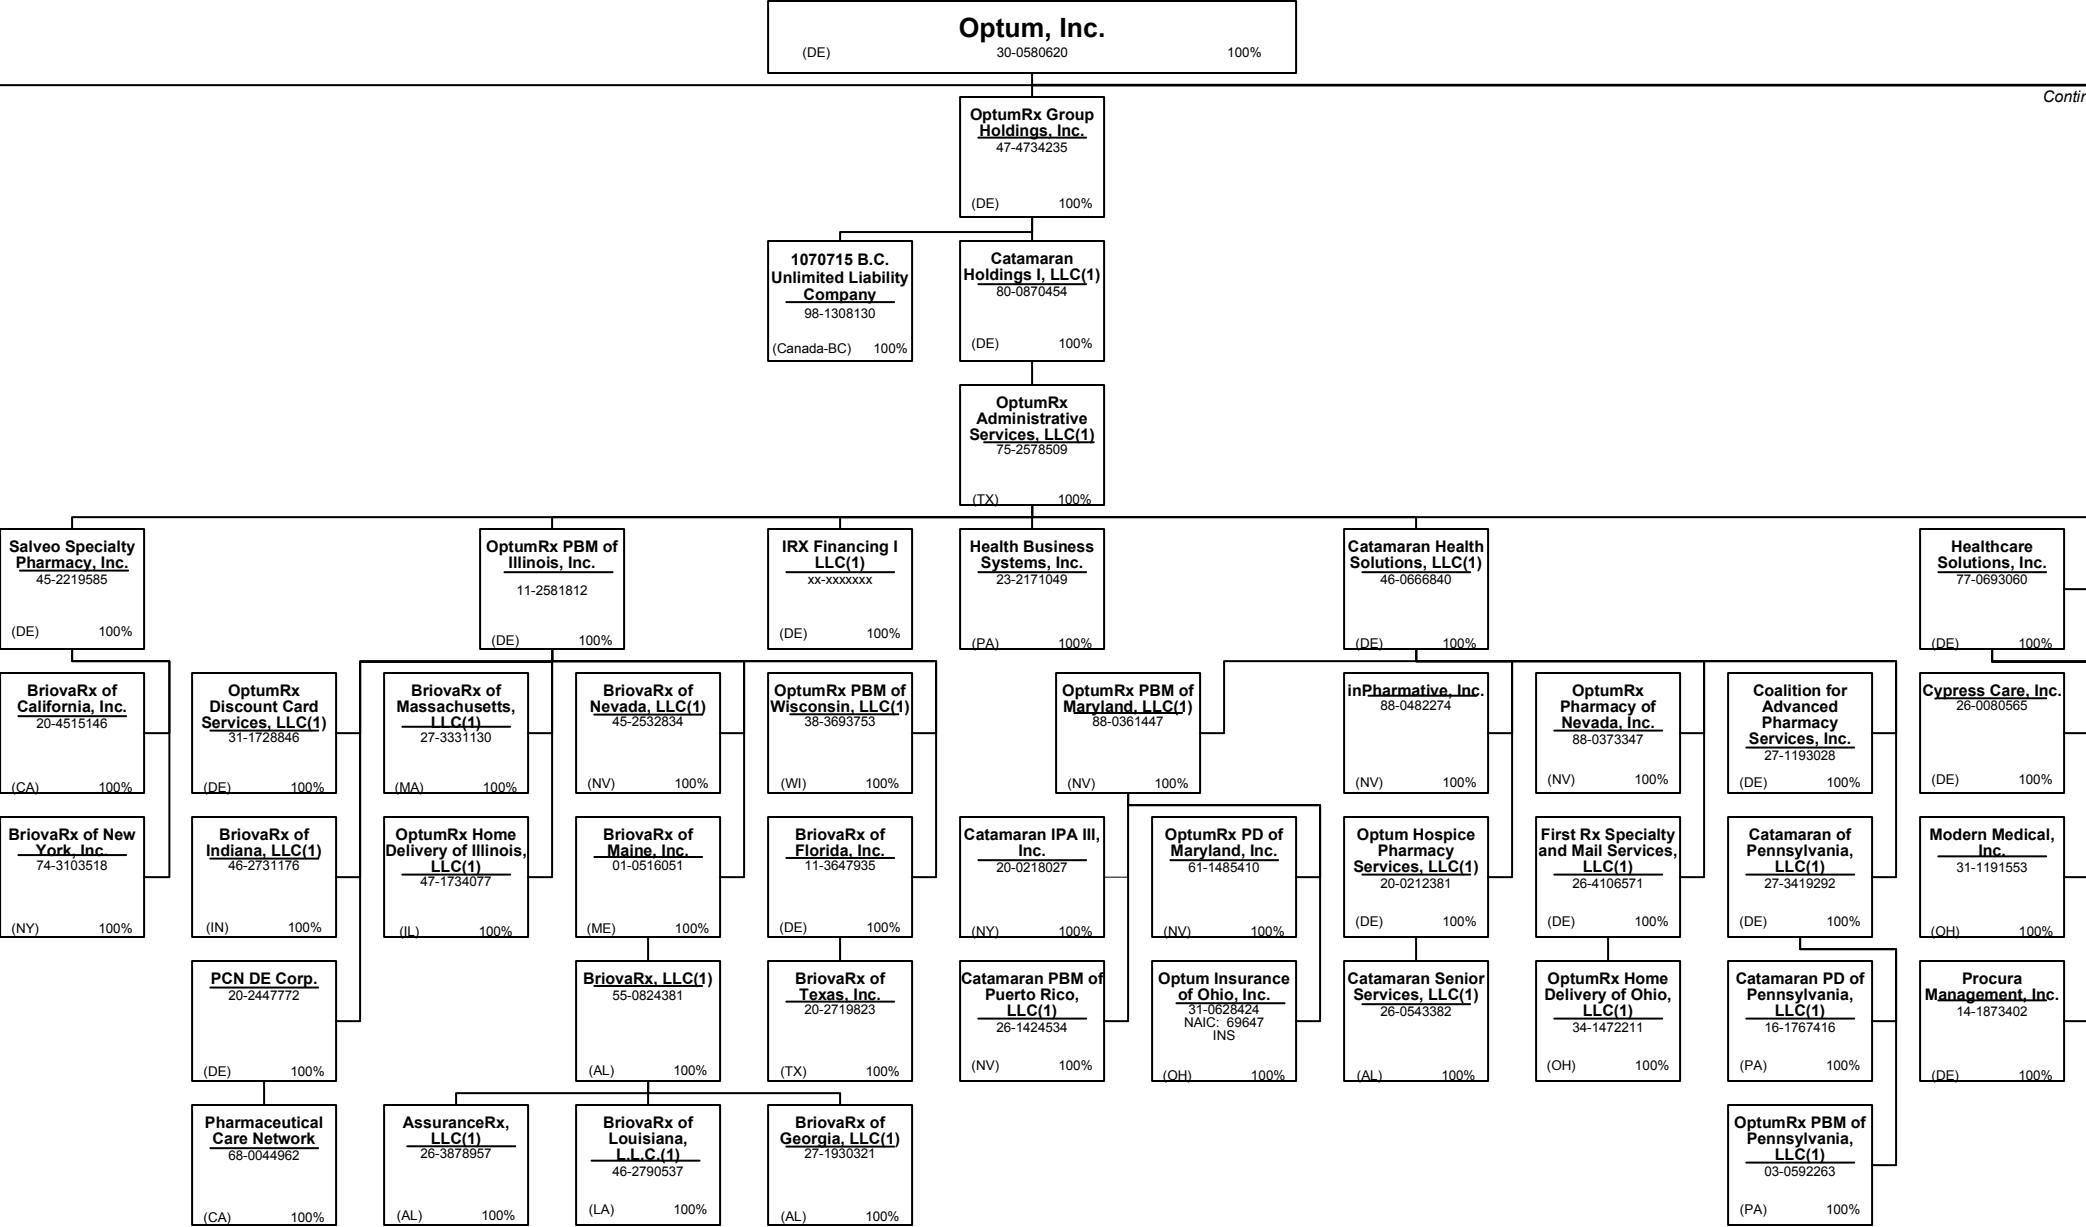 Optum, Inc.
(DE) 30-0580620 100%
Contin
OptumRx Group
Holdings, Inc.
47-4734235
(DE) 100%
1070715 B.C.
Unlimited Liability
Company
98-1308130
(Canada-BC) 100%
Catamaran
Holdings I, LLC(1)
80-0870454
(DE) 100%
OptumRx
Administrative
Services, LLC(1)
75-2578509
(TX) 100%
Salveo Specialty
Pharmacy, Inc.
45-2219585
(DE) 100%
OptumRx PBM of
Illinois, Inc.
11-2581812
(DE) 100%
IRX Financing I
LLC(1)
xx-xxxxxxx
(DE) 100%
Health Business
Systems, Inc.
23-2171049
(PA) 100%
Catamaran Health
Solutions, LLC(1)
46-0666840
(DE) 100%
Healthcare
Solutions, Inc.
77-0693060
(DE) 100%
BriovaRx of
California, Inc.
20-4515146
(CA) 100%
OptumRx
Discount Card
Services, LLC(1)
31-1728846
(DE) 100%
BriovaRx of
Massachusetts,
LLC(1)
27-3331130
(MA) 100%
BriovaRx of
Nevada, LLC(1)
45-2532834
(NV) 100%
OptumRx PBM of
Wisconsin, LLC(1)
38-3693753
(WI) 100%
OptumRx PBM of
Maryland, LLC(1)
88-0361447
(NV) 100%
inPharmative, Inc.
88-0482274
(NV) 100%
OptumRx
Pharmacy of
Nevada, Inc.
88-0373347
(NV) 100%
Coalition for
Advanced
Pharmacy
Services, Inc.
27-1193028
(DE) 100%
Cypress Care, Inc.
26-0080565
(DE) 100%
BriovaRx of New
York, Inc.
74-3103518
(NY) 100%
BriovaRx of
Indiana, LLC(1)
46-2731176
(IN) 100%
OptumRx Home
Delivery of Illinois,
LLC(1)
47-1734077
(IL) 100%
BriovaRx of
Maine, Inc.
01-0516051
(ME) 100%
BriovaRx of
Florida, Inc.
11-3647935
(DE) 100%
Catamaran IPA III,
Inc.
20-0218027
(NY) 100%
OptumRx PD of
Maryland, Inc.
61-1485410
(NV) 100%
Optum Hospice
Pharmacy
Services, LLC(1)
20-0212381
(DE) 100%
First Rx Specialty
and Mail Services,
LLC(1)
26-4106571
(DE) 100%
Catamaran of
Pennsylvania,
LLC(1)
27-3419292
(DE) 100%
Modern Medical,
Inc.
31-1191553
(OH) 100%
PCN DE Corp.
20-2447772
(DE) 100%
BriovaRx, LLC(1)
55-0824381
(AL) 100%
BriovaRx of
Texas, Inc.
20-2719823
(TX) 100%
Catamaran PBM of
Puerto Rico,
LLC(1)
26-1424534
(NV) 100%
Optum Insurance
of Ohio, Inc.
31-0628424
NAIC: 69647
INS
(OH) 100%
Catamaran Senior
Services, LLC(1)
26-0543382
(AL) 100%
OptumRx Home
Delivery of Ohio,
LLC(1)
34-1472211
(OH) 100%
Catamaran PD of
Pennsylvania,
LLC(1)
16-1767416
(PA) 100%
Procura
Management, Inc.
14-1873402
(DE) 100%
Pharmaceutical
Care Network
68-0044962
(CA) 100%
AssuranceRx,
LLC(1)
26-3878957
(AL) 100%
BriovaRx of
Louisiana,
L.L.C.(1)
46-2790537
(LA) 100%
BriovaRx of
Georgia, LLC(1)
27-1930321
(AL) 100%
OptumRx PBM of
Pennsylvania,
LLC(1)
03-0592263
(PA) 100%